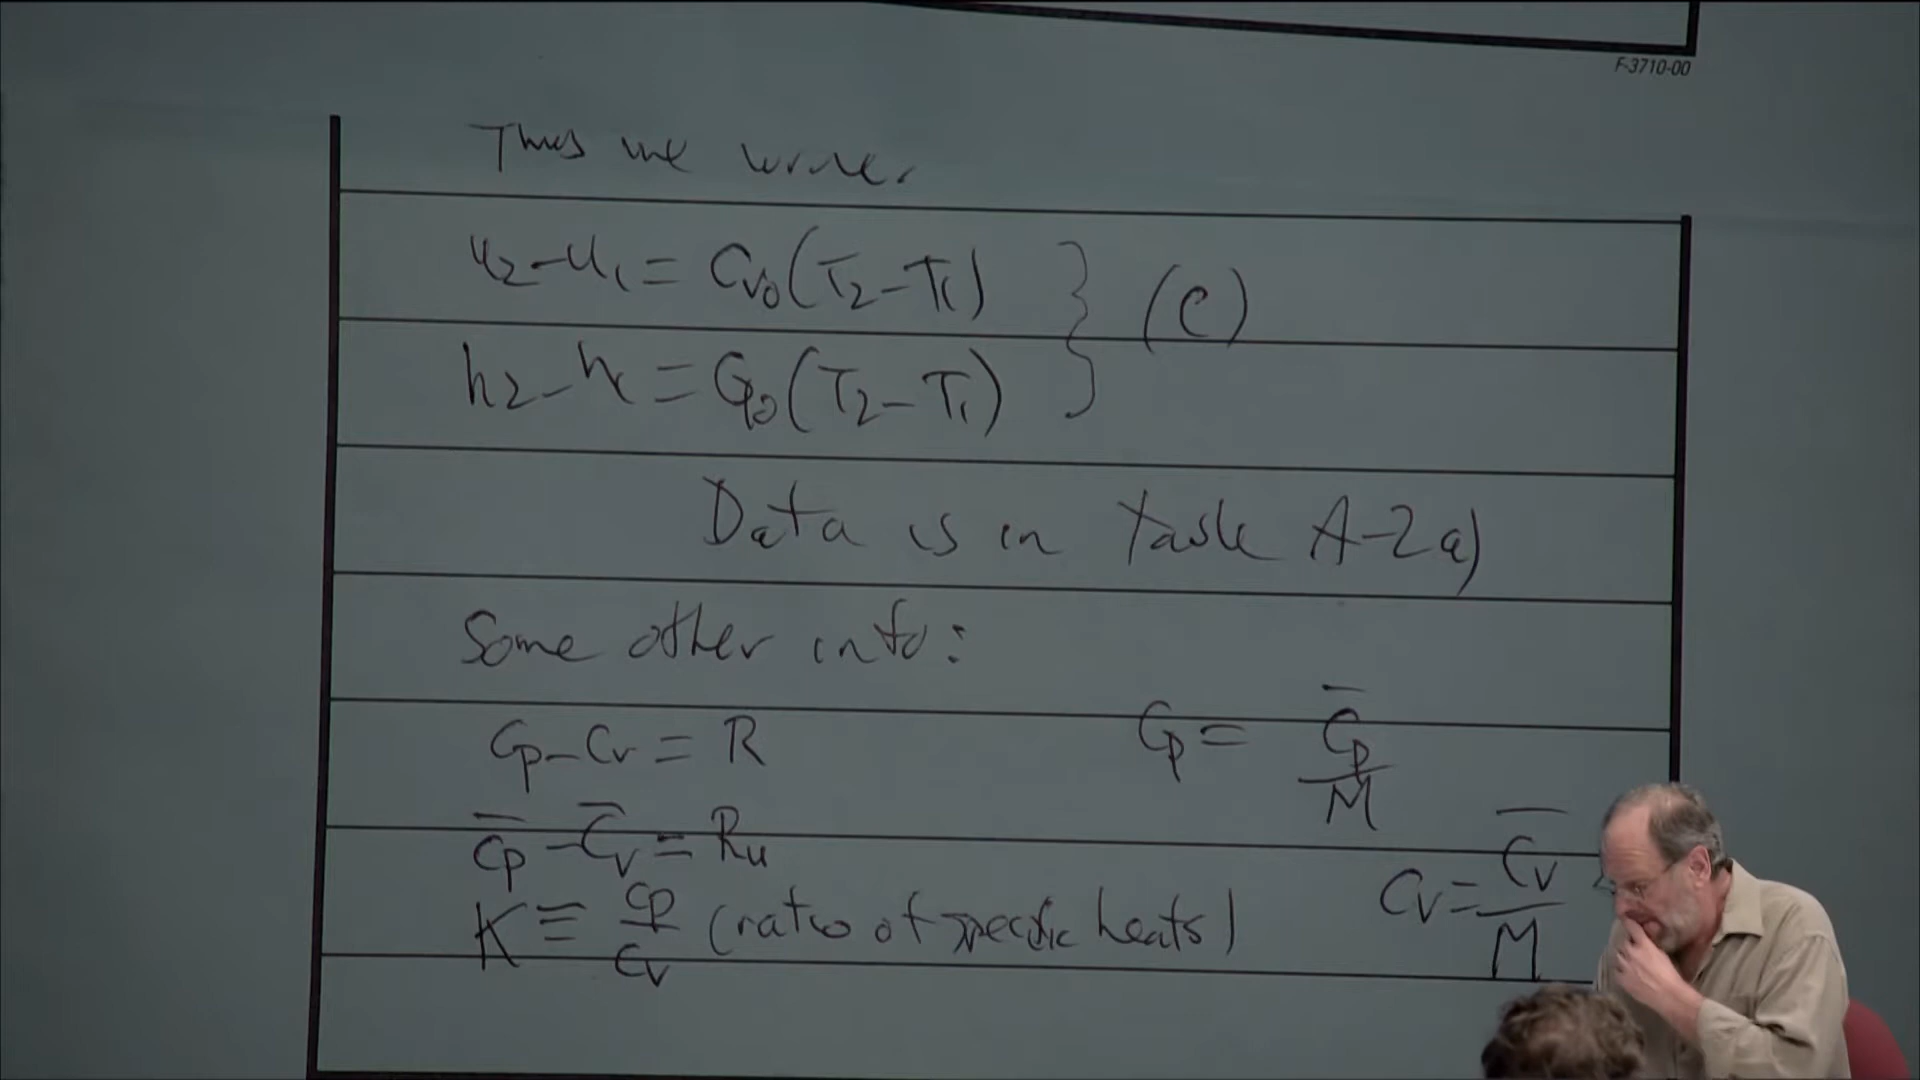 F-3710-00
Thus we write.
u₂-u₁ = Cv₀(T₂-T₁) } (C)
h₂-h₁ = Cp₀(T₂-T₁)
Data is in Table A-2a)
Some other info:
Cp-Cv = R
C̄p - C̄v = Ru
K ≡ Cp/Cv (ratio of specific heats)
Cp = C̄p/M
Cv = C̄v/M